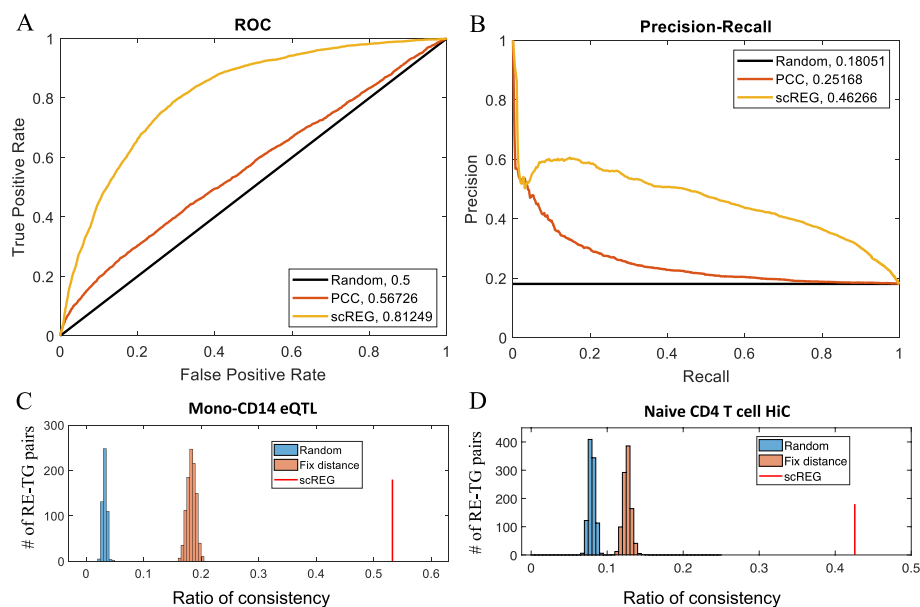 A
ROC
True Positive Rate
1
0.8
0.6
0.4
0.2
0
0
0.2
0.4
0.6
0.8
1
False Positive Rate
Random, 0.5
PCC, 0.56726
scREG, 0.81249
B
Precision-Recall
Precision
1
0.8
0.6
0.4
0.2
0
0
0.2
0.4
0.6
0.8
1
Recall
Random, 0.18051
PCC, 0.25168
scREG, 0.46266
C
Mono-CD14 eQTL
# of RE-TG pairs
300
200
100
0
0
0.1
0.2
0.3
0.4
0.5
0.6
Ratio of consistency
Random
Fix distance
scREG
D
Naive CD4 T cell HiC
# of RE-TG pairs
400
300
200
100
0
0
0.1
0.2
0.3
0.4
0.5
Ratio of consistency
Random
Fix distance
scREG